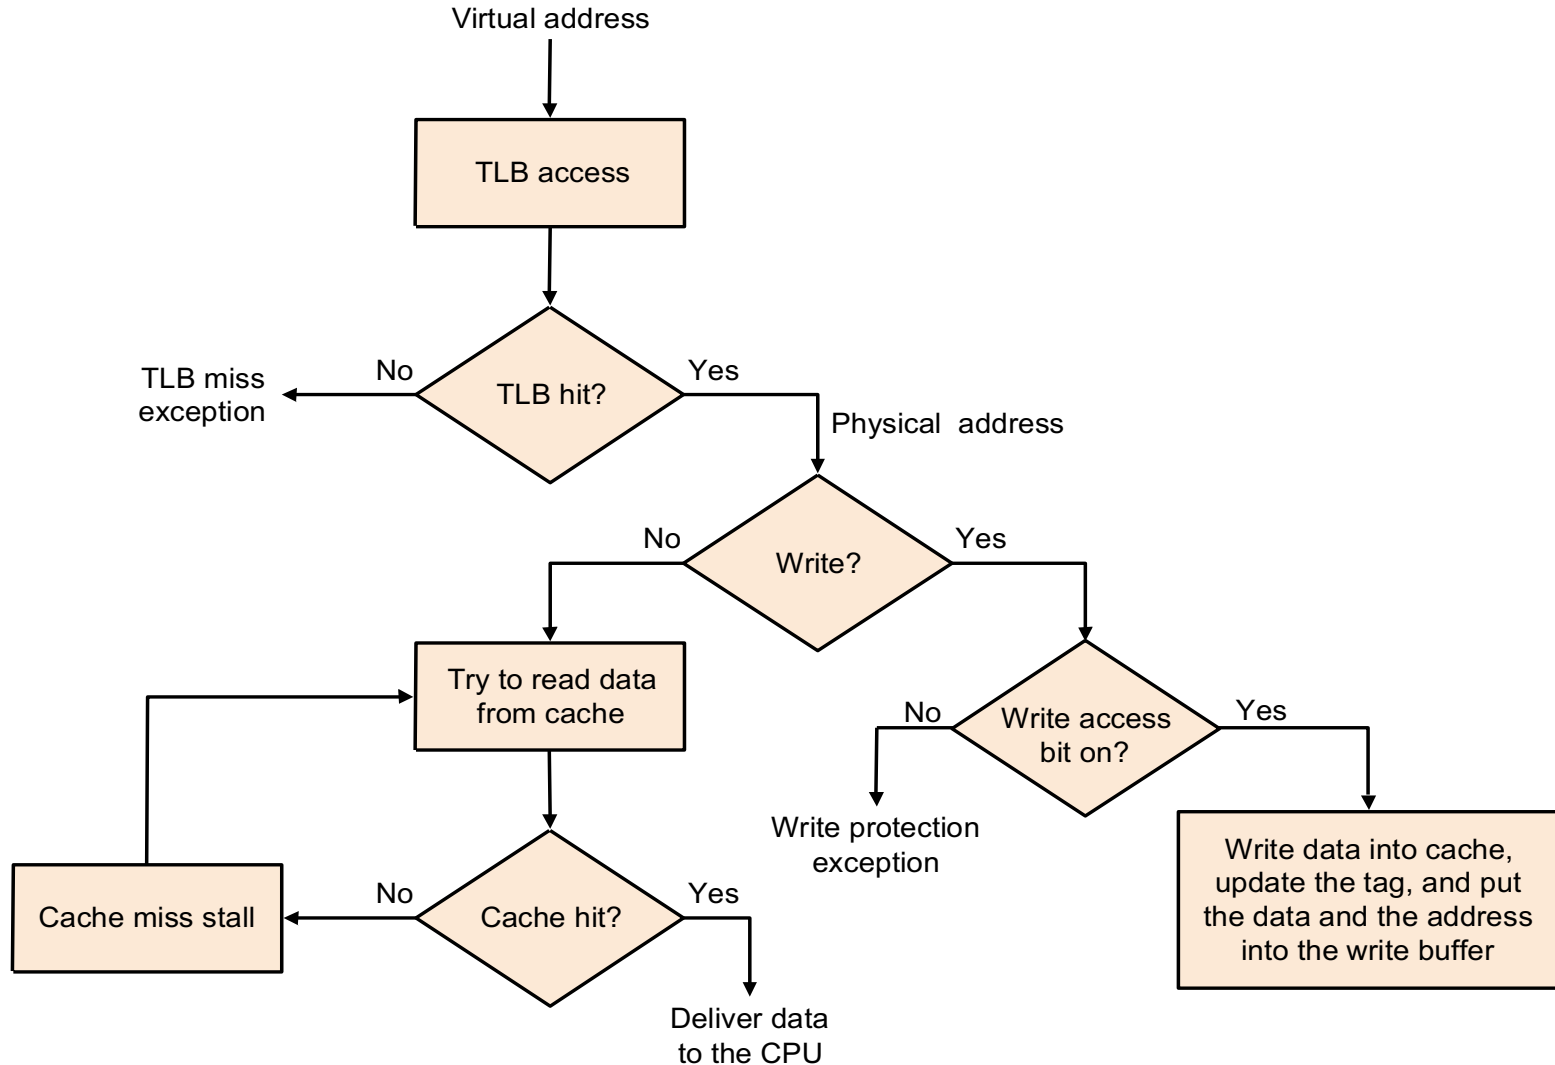 Virtual address
TLB access
No
Yes
TLB miss
exception
TLB hit?
Physical address
No
Yes
Write?
Try to read data
from cache
No
Yes
Write access
bit on?
Write protection
exception
Write data into cache,
update the tag, and put
the data and the address
into the write buffer
No
Yes
Cache miss stall
Cache hit?
Deliver data
to the CPU